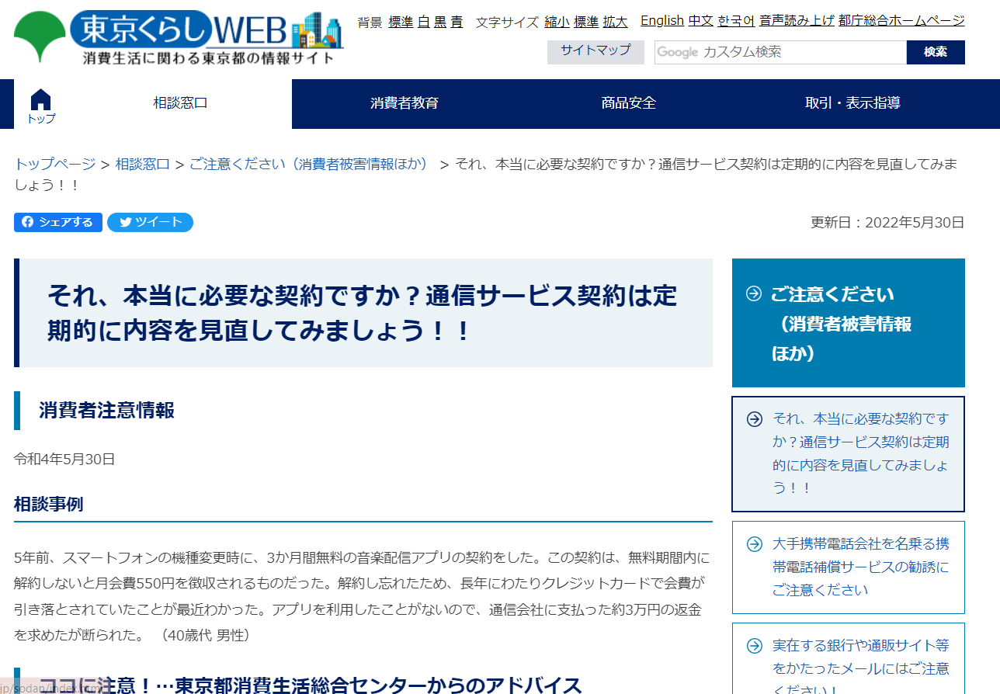 東京くらしWEB
消費生活に関わる東京都の情報サイト
背景 標準 白 黒 青 文字サイズ 縮小 標準 拡大 English 中文 한국어 音声読み上げ 都庁総合ホームページ
サイトマップ Google カスタム検索 検索
トップ 相談窓口 消費者教育 商品安全 取引・表示指導
トップページ > 相談窓口 > ご注意ください（消費者被害情報ほか） > それ、本当に必要な契約ですか？通信サービス契約は定期的に内容を見直してみま
しょう！！
シェアする ツイート 更新日：2022年5月30日
それ、本当に必要な契約ですか？通信サービス契約は定
期的に内容を見直してみましょう！！
消費者注意情報
令和4年5月30日
相談事例
5年前、スマートフォンの機種変更時に、3か月間無料の音楽配信アプリの契約をした。この契約は、無料期間内に
解約しないと月会費550円を徴収されるものだった。解約し忘れたため、長年にわたりクレジットカードで会費が
引き落とされていたことが最近わかった。アプリを利用したことがないので、通信会社に支払った約3万円の返金
を求めたが断られた。 （40歳代 男性）
ココに注意！…東京都消費生活総合センターからのアドバイス
jp/sodan/index.html
ご注意ください
（消費者被害情報
ほか）
それ、本当に必要な契約です
か？通信サービス契約は定期
的に内容を見直してみましょ
う！！
大手携帯電話会社を名乗る携
帯電話補償サービスの勧誘に
ご注意ください
実在する銀行や通販サイト等
をかたったメールにはご注意
ください！